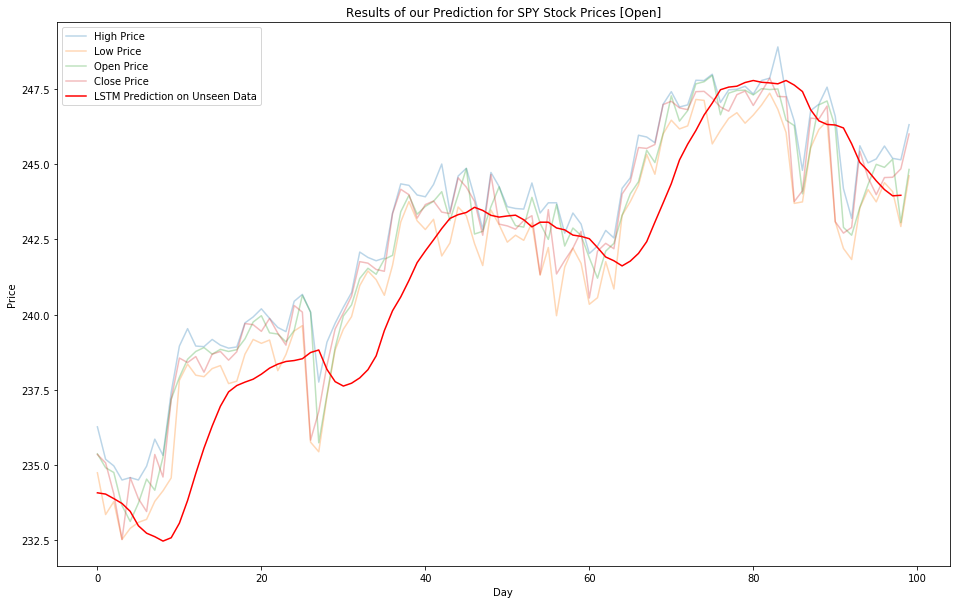 Results of our Prediction for SPY Stock Prices [Open]
High Price
Low Price
Open Price
Close Price
LSTM Prediction on Unseen Data
247.5
245.0
242.5
240.0
237.5
235.0
232.5
Price
0 20 40 60 80 100
Day